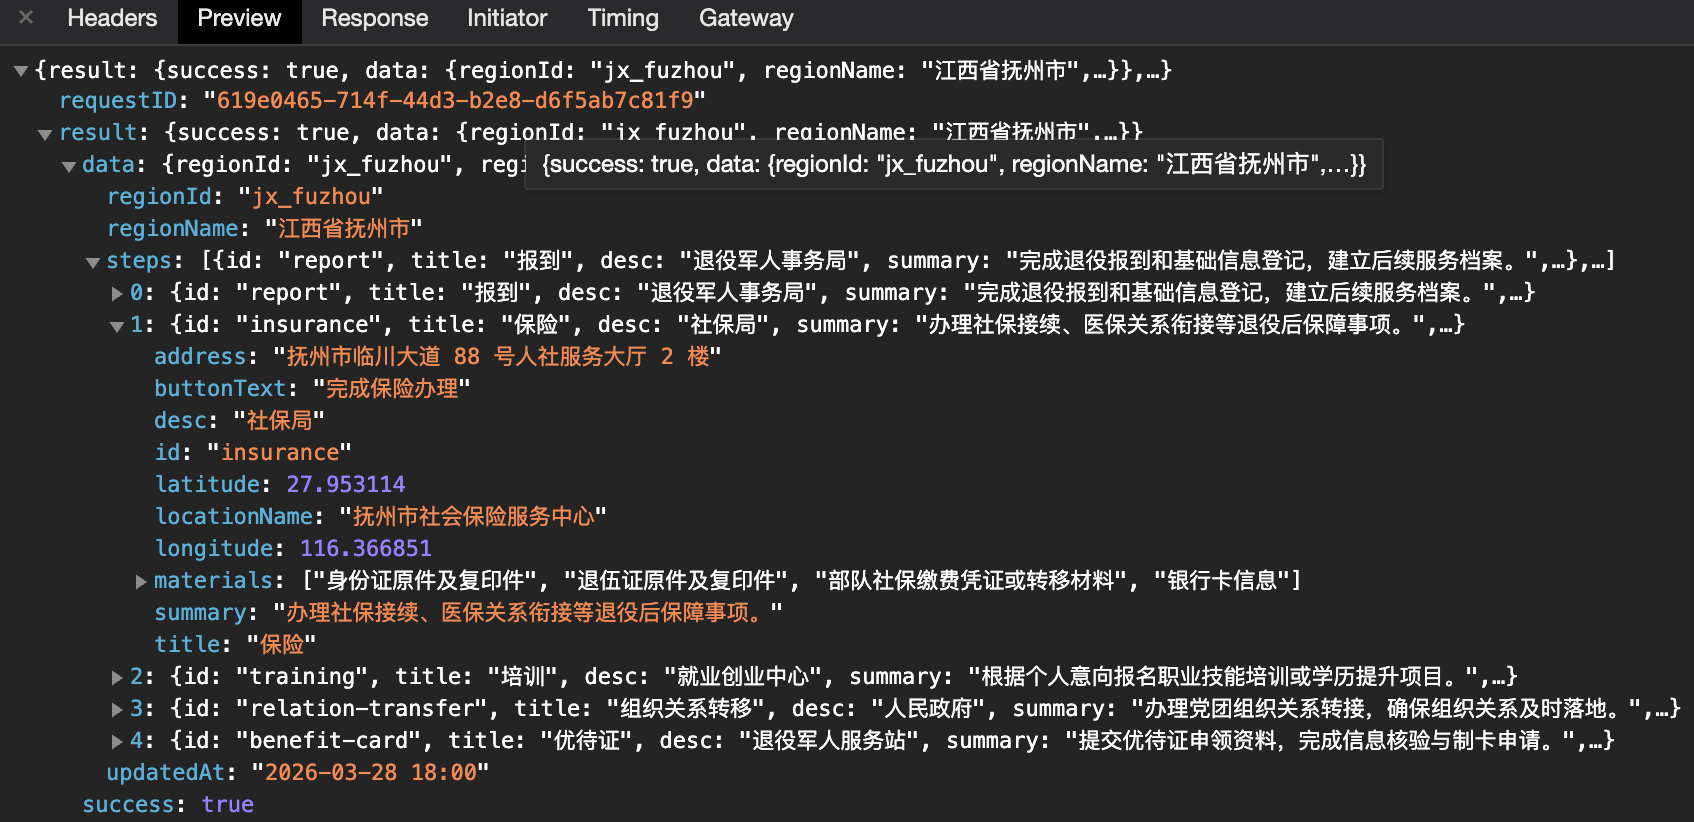 × Headers Preview Response Initiator Timing Gateway
▼{result: {success: true, data: {regionId: "jx_fuzhou", regionName: "江西省抚州市",…}},…}
requestID: "619e0465-714f-44d3-b2e8-d6f5ab7c81f9"
▼result: {success: true, data: {regionId: "jx_fuzhou", regionName: "江西省抚州市",…}}
▼data: {regionId: "jx_fuzhou", regi
{success: true, data: {regionId: "jx_fuzhou", regionName: "江西省抚州市",…}}
regionId: "jx_fuzhou"
regionName: "江西省抚州市"
▼steps: [{id: "report", title: "报到", desc: "退役军人事务局", summary: "完成退役报到和基础信息登记，建立后续服务档案。",…},…]
▶0: {id: "report", title: "报到", desc: "退役军人事务局", summary: "完成退役报到和基础信息登记，建立后续服务档案。",…}
▼1: {id: "insurance", title: "保险", desc: "社保局", summary: "办理社保接续、医保关系衔接等退役后保障事项。",…}
address: "抚州市临川大道 88 号人社服务大厅 2 楼"
buttonText: "完成保险办理"
desc: "社保局"
id: "insurance"
latitude: 27.953114
locationName: "抚州市社会保险服务中心"
longitude: 116.366851
▶materials: ["身份证原件及复印件", "退伍证原件及复印件", "部队社保缴费凭证或转移材料", "银行卡信息"]
summary: "办理社保接续、医保关系衔接等退役后保障事项。"
title: "保险"
▶2: {id: "training", title: "培训", desc: "就业创业中心", summary: "根据个人意向报名职业技能培训或学历提升项目。",…}
▶3: {id: "relation-transfer", title: "组织关系转移", desc: "人民政府", summary: "办理党团组织关系转接，确保组织关系及时落地。",…}
▶4: {id: "benefit-card", title: "优待证", desc: "退役军人服务站", summary: "提交优待证申领资料，完成信息核验与制卡申请。",…}
updatedAt: "2026-03-28 18:00"
success: true